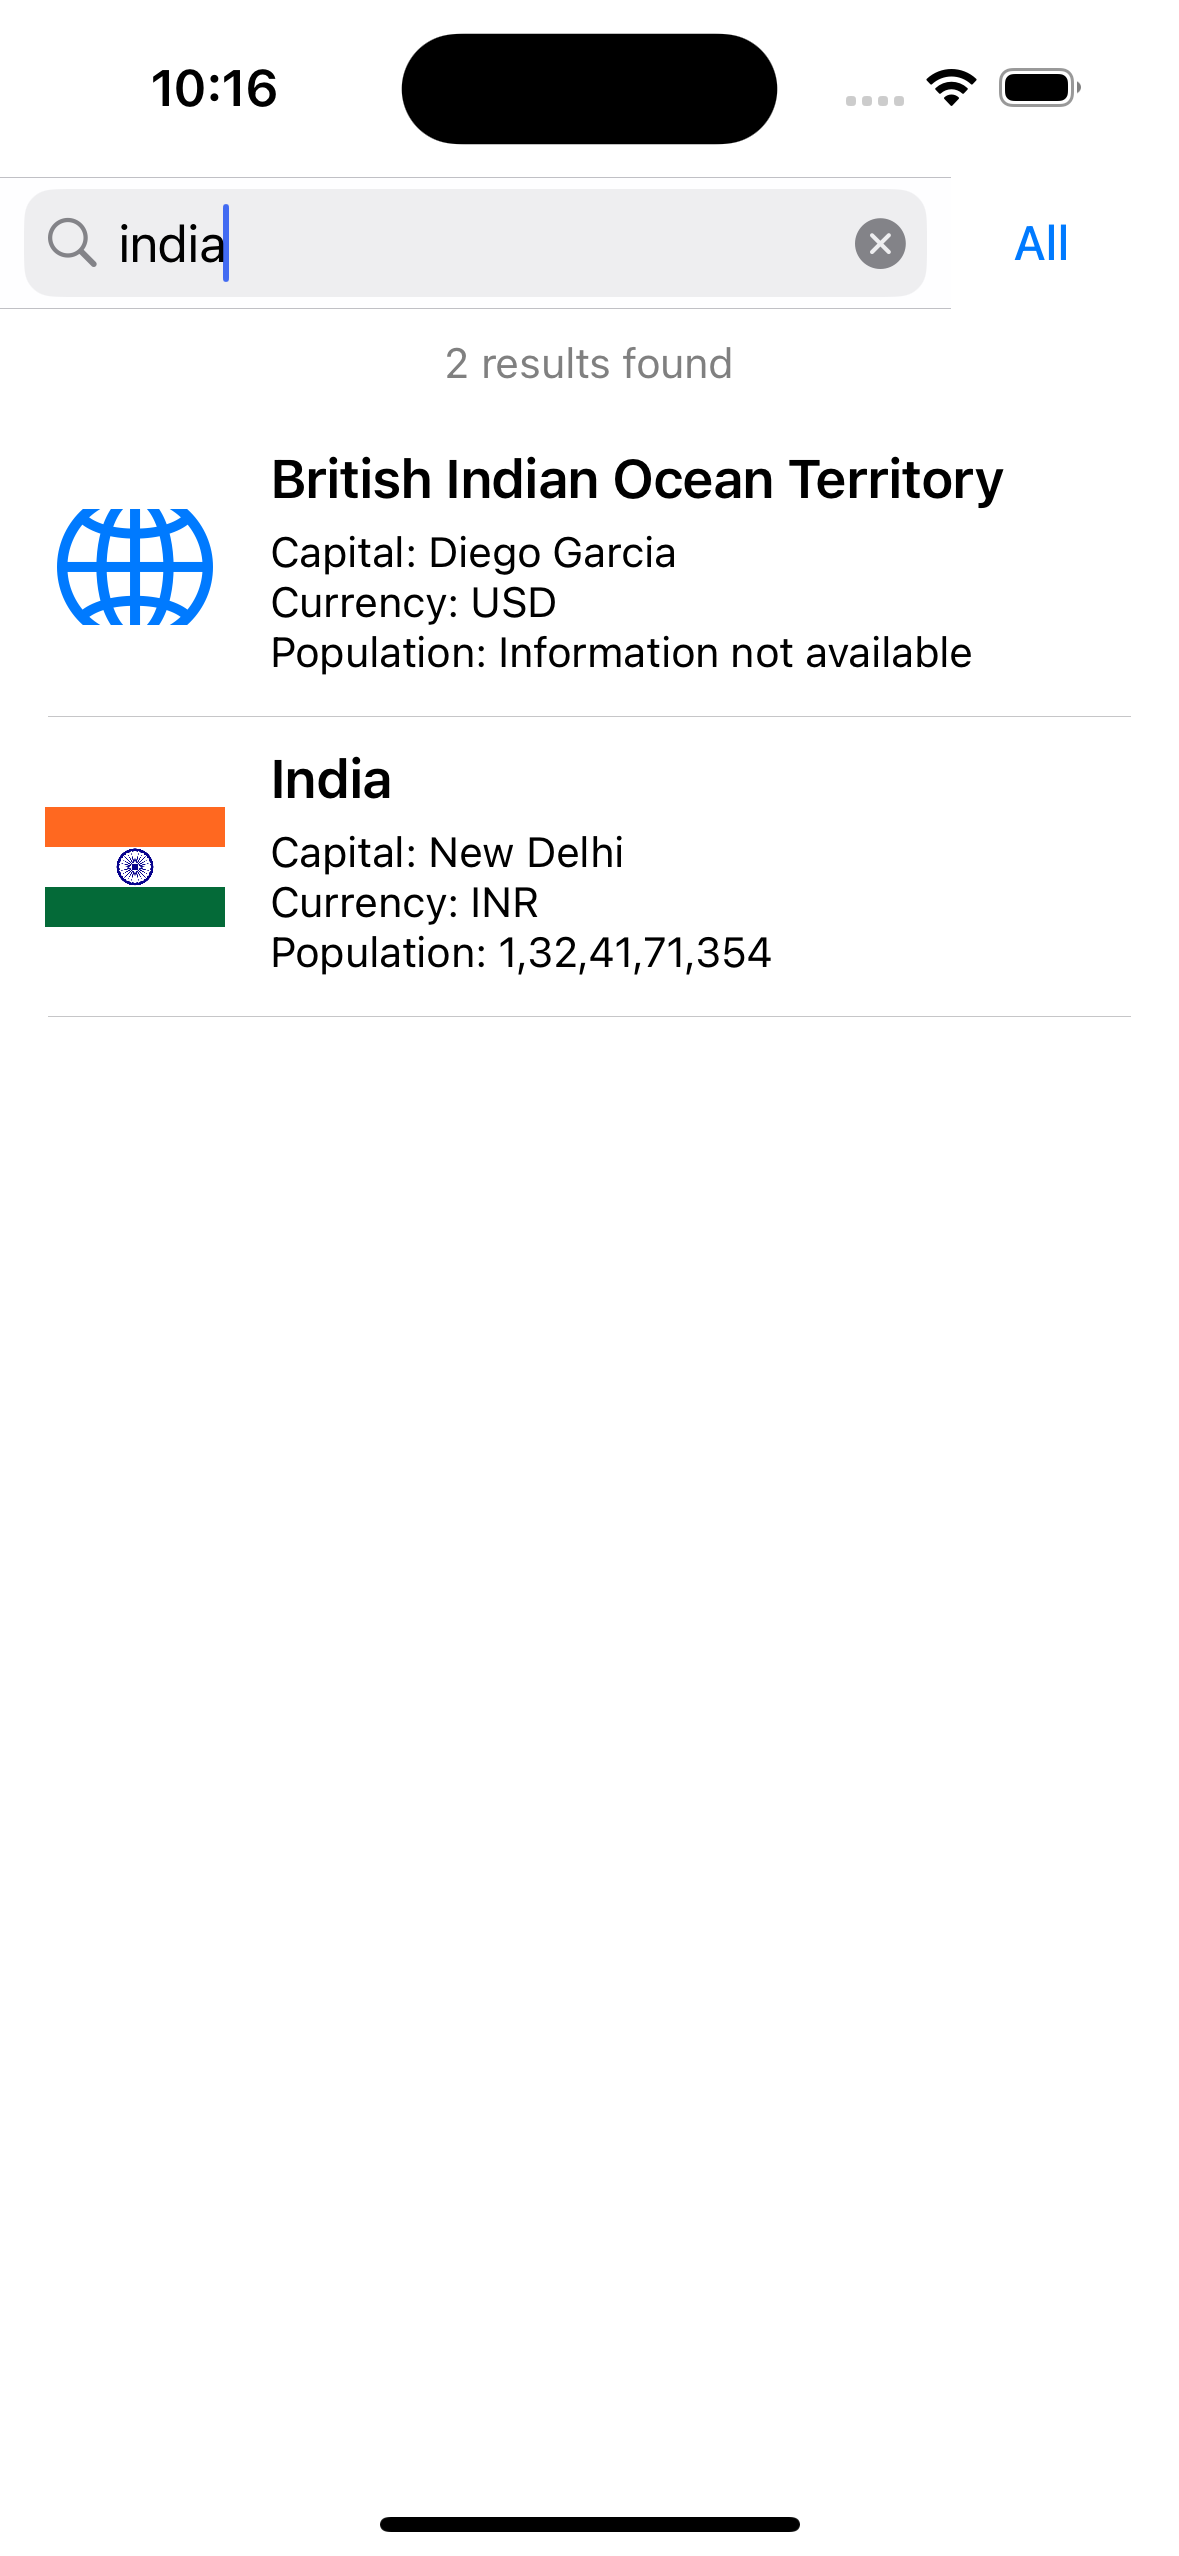 10:16
india
All
2 results found
British Indian Ocean Territory
Capital: Diego Garcia
Currency: USD
Population: Information not available
India
Capital: New Delhi
Currency: INR
Population: 1,32,41,71,354